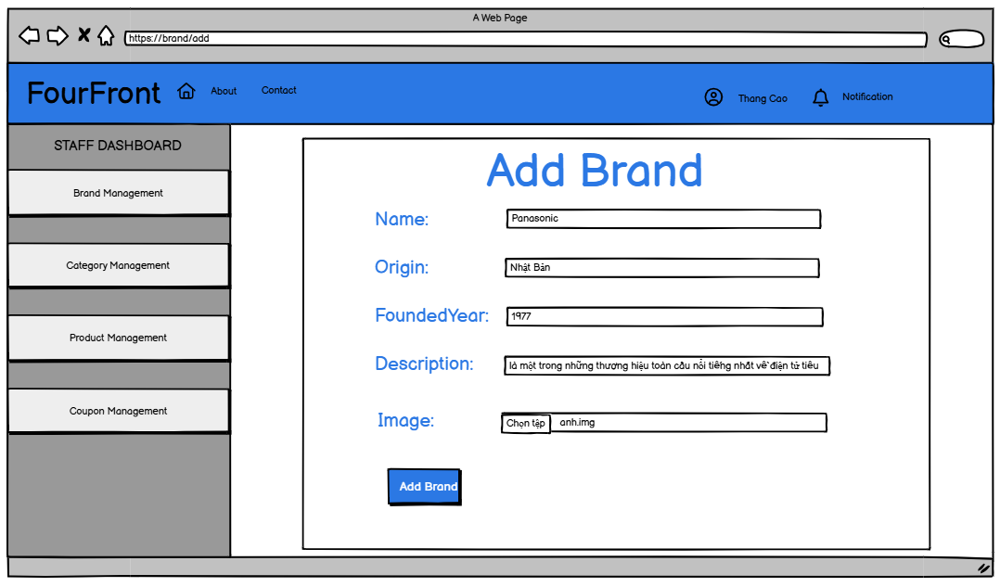 A Web Page
https://brand/add
FourFront
About
Contact
Thang Cao
Notification
STAFF DASHBOARD
Brand Management
Category Management
Product Management
Coupon Management
Add Brand
Name:
Panasonic
Origin:
Nhật Bản
FoundedYear:
1977
Description:
là một trong những thương hiệu toàn cầu nổi tiếng nhất về điện tử tiêu
Image:
Chọn tệp
anh.img
Add Brand